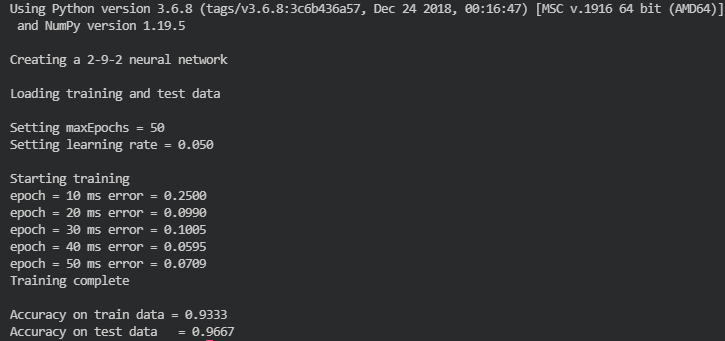 Using Python version 3.6.8 (tags/v3.6.8:3c6b436a57, Dec 24 2018, 00:16:47) [MSC v.1916 64 bit (AMD64)]
and NumPy version 1.19.5
Creating a 2-9-2 neural network
Loading training and test data
Setting maxEpochs = 50
Setting learning rate = 0.050
Starting training
epoch = 10 ms error = 0.2500
epoch = 20 ms error = 0.0990
epoch = 30 ms error = 0.1005
epoch = 40 ms error = 0.0595
epoch = 50 ms error = 0.0709
Training complete
Accuracy on train data = 0.9333
Accuracy on test data   = 0.9667